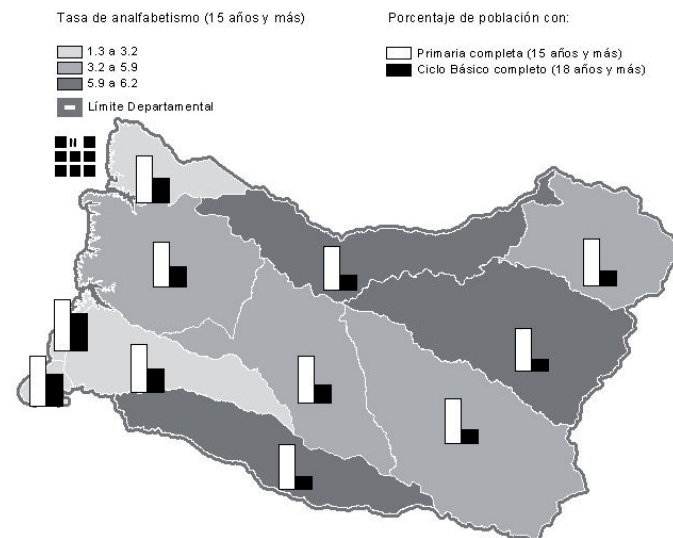 Tasa de analfabetismo (15 años y más)
1.3 a 3.2
3.2 a 5.9
5.9 a 6.2
Límite Departamental
Porcentaje de población con:
Primaria completa (15 años y más)
Ciclo Básico completo (18 años y más)